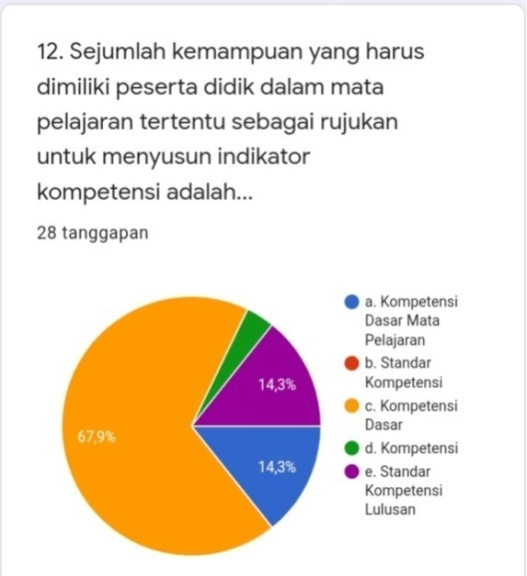 12. Sejumlah kemampuan yang harus
dimiliki peserta didik dalam mata
pelajaran tertentu sebagai rujukan
untuk menyusun indikator
kompetensi adalah...
28 tanggapan
a. Kompetensi
Dasar Mata
Pelajaran
b. Standar
Kompetensi
c. Kompetensi
Dasar
d. Kompetensi
e. Standar
Kompetensi
Lulusan
14,3%
67,9%
14,3%